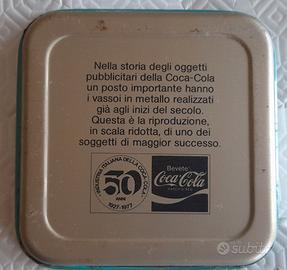 Nella storia degli oggetti
pubblicitari della Coca-Cola
un posto importante hanno
i vassoi in metallo realizzati
già agli inizi del secolo.
Questa è la riproduzione,
in scala ridotta, di uno dei
soggetti di maggior successo.
INDUSTRIA ITALIANA DELLA COCA-COLA
50
ANNI
1927-1977
Bevete
Coca-Cola
subito